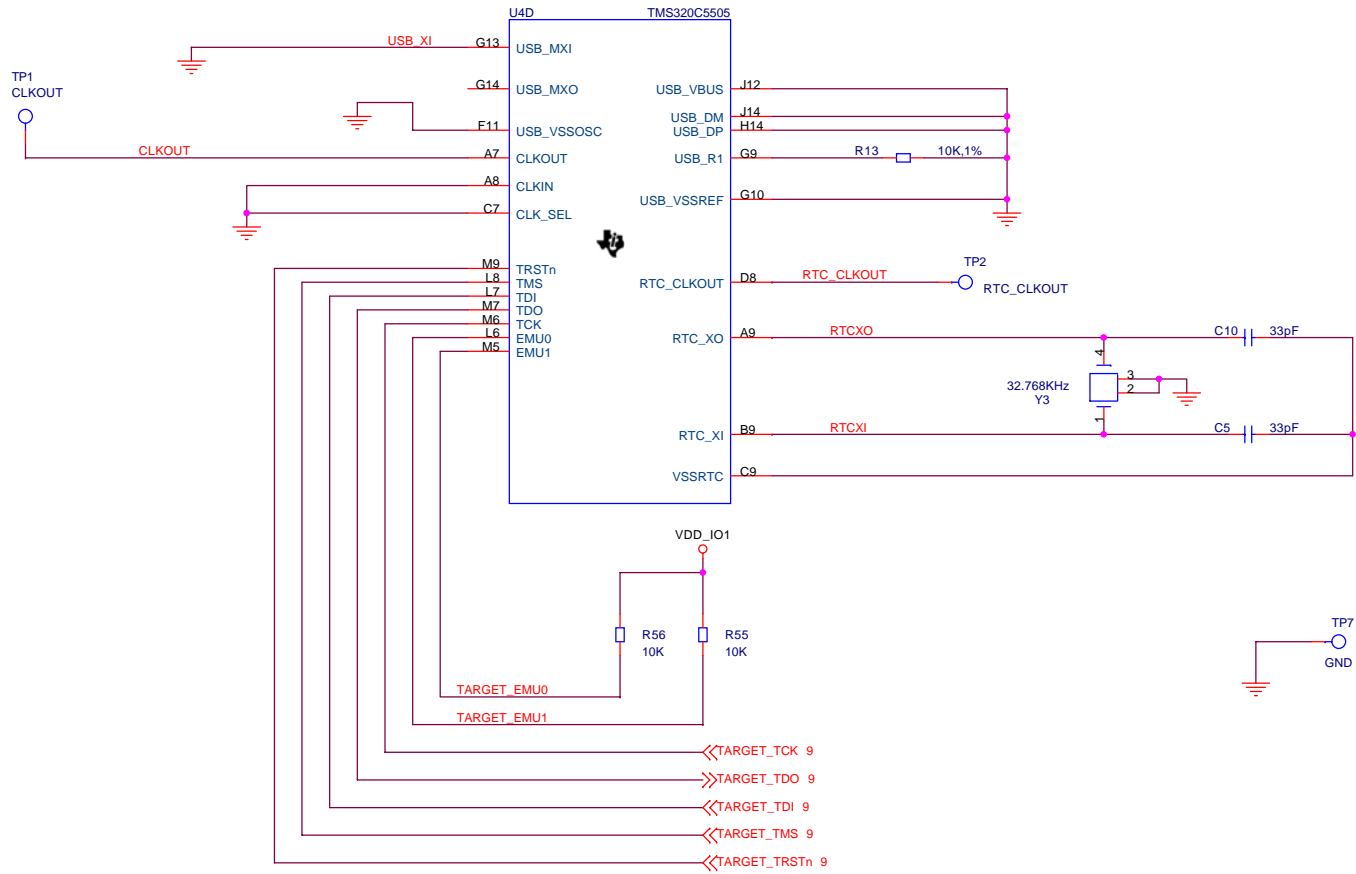 U4D
TMS320C5505
USB_XI
G13
USB_MXI
TP1
CLKOUT
G14
USB_MXO
USB_VBUS
J12
F11
USB_VSSOSC
USB_DM
J14
USB_DP
H14
CLKOUT
A7
CLKOUT
USB_R1
G9
R13
10K,1%
A8
CLKIN
USB_VSSREF
G10
C7
CLK_SEL
M9
TRSTn
L8
TMS
L7
TDI
M7
TDO
M6
TCK
L6
EMU0
M5
EMU1
RTC_CLKOUT
D8
RTC_CLKOUT
TP2
RTC_CLKOUT
RTC_XO
A9
RTCXO
C10
33pF
4
3
2
1
32.768KHz
Y3
RTC_XI
B9
RTCXI
C5
33pF
VSSRTC
C9
VDD_IO1
R56
10K
R55
10K
TP7
GND
TARGET_EMU0
TARGET_EMU1
TARGET_TCK 9
TARGET_TDO 9
TARGET_TDI 9
TARGET_TMS 9
TARGET_TRSTn 9